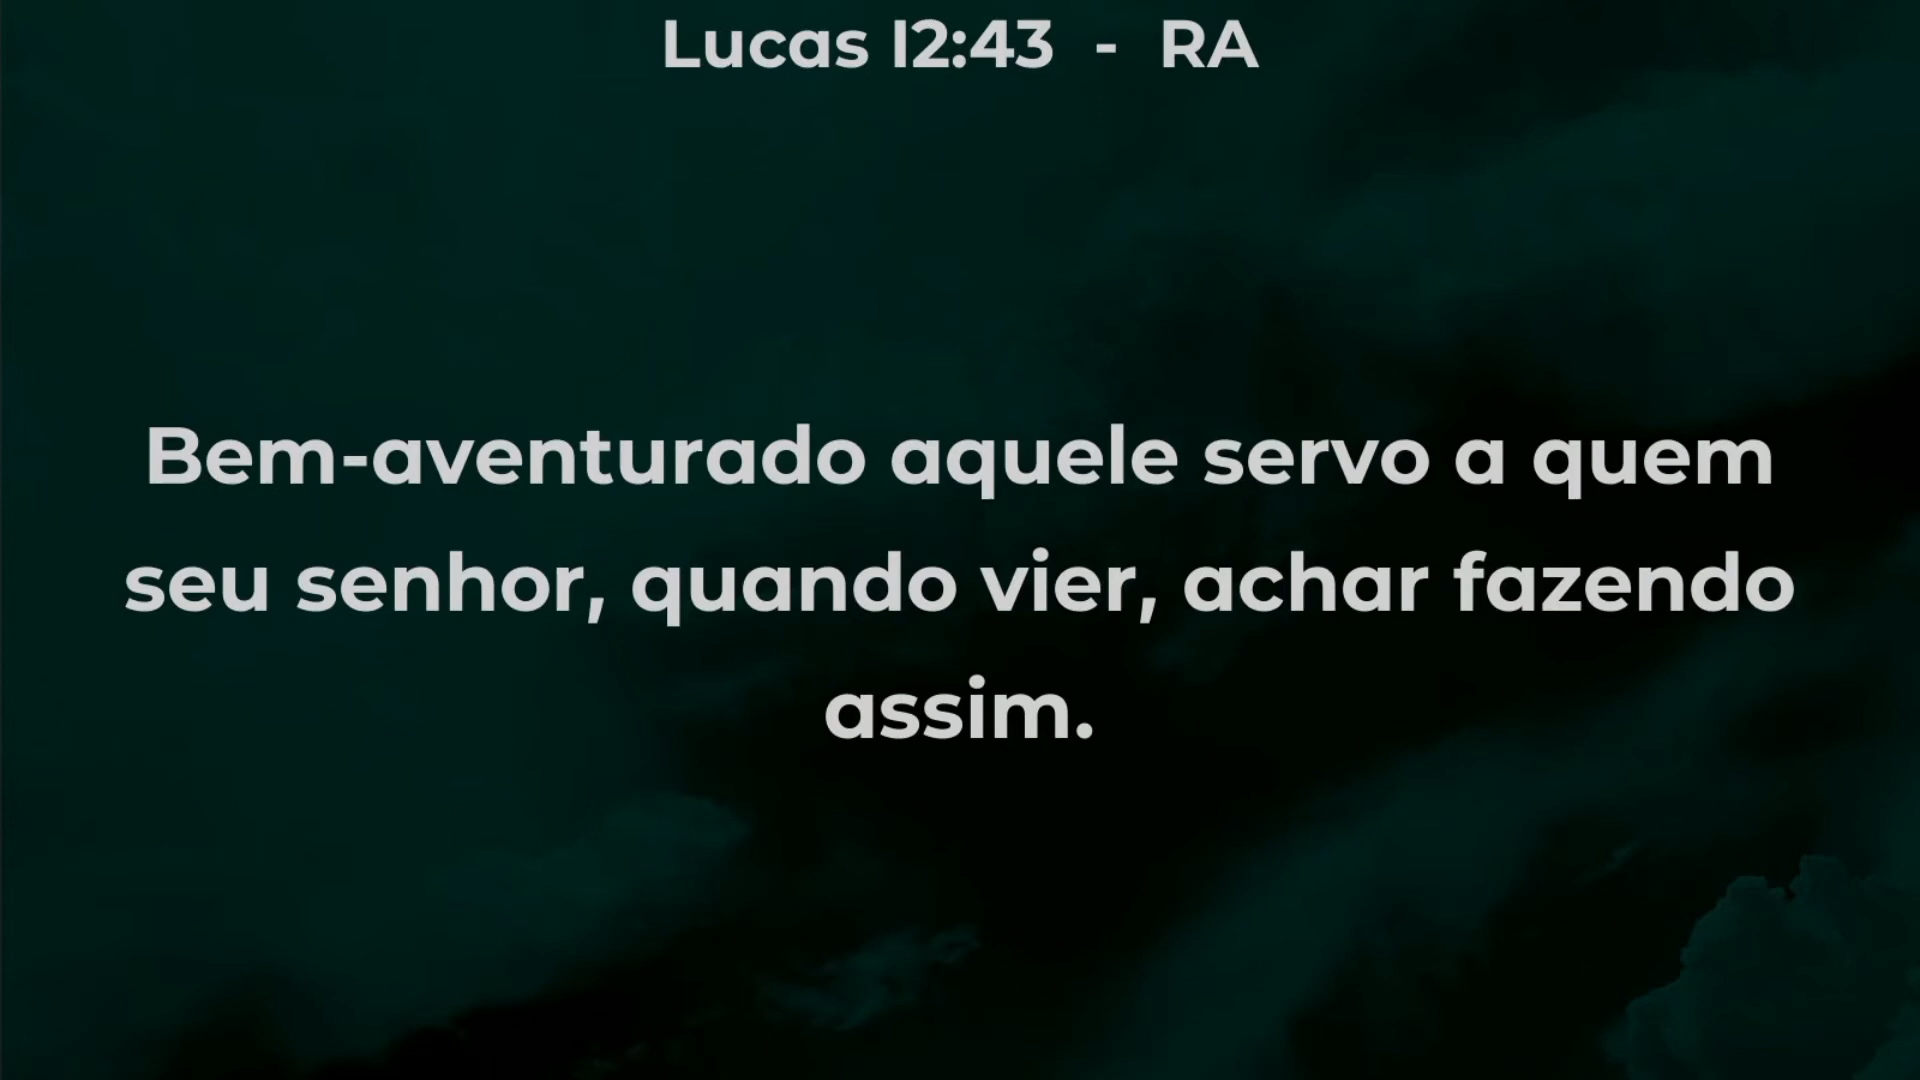 Lucas 12:43 - RA
Bem-aventurado aquele servo a quem
seu senhor, quando vier, achar fazendo
assim.